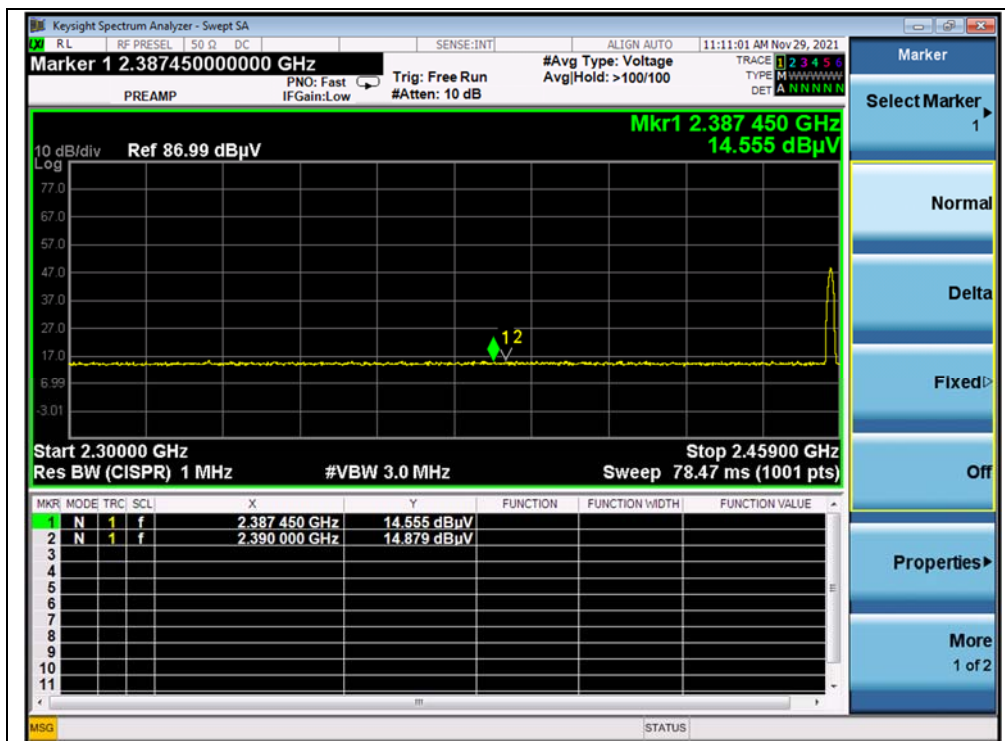 Keysight Spectrum Analyzer - Swept SA
LXI RL RF PRESEL 50 Ω DC SENSE:INT ALIGN AUTO 11:11:01 AM Nov 29, 2021
Marker 1 2.387450000000 GHz
PREAMP
PNO: Fast
IFGain:Low
Trig: Free Run
#Atten: 10 dB
#Avg Type: Voltage
Avg|Hold: >100/100
TRACE 1 2 3 4 5 6
TYPE M WWWWW
DET A N N N N N
Mkr1 2.387 450 GHz
14.555 dBµV
10 dB/div Ref 86.99 dBµV
Log
77.0
67.0
57.0
47.0
37.0
27.0
17.0
6.99
-3.01
1 2
Start 2.30000 GHz Stop 2.45900 GHz
Res BW (CISPR) 1 MHz #VBW 3.0 MHz Sweep 78.47 ms (1001 pts)
MKR MODE TRC SCL X Y FUNCTION FUNCTION WIDTH FUNCTION VALUE
1 N 1 f 2.387 450 GHz 14.555 dBµV
2 N 1 f 2.390 000 GHz 14.879 dBµV
3
4
5
6
7
8
9
10
11
MSG STATUS
Marker
Select Marker
1
Normal
Delta
Fixed
Off
Properties
More
1 of 2